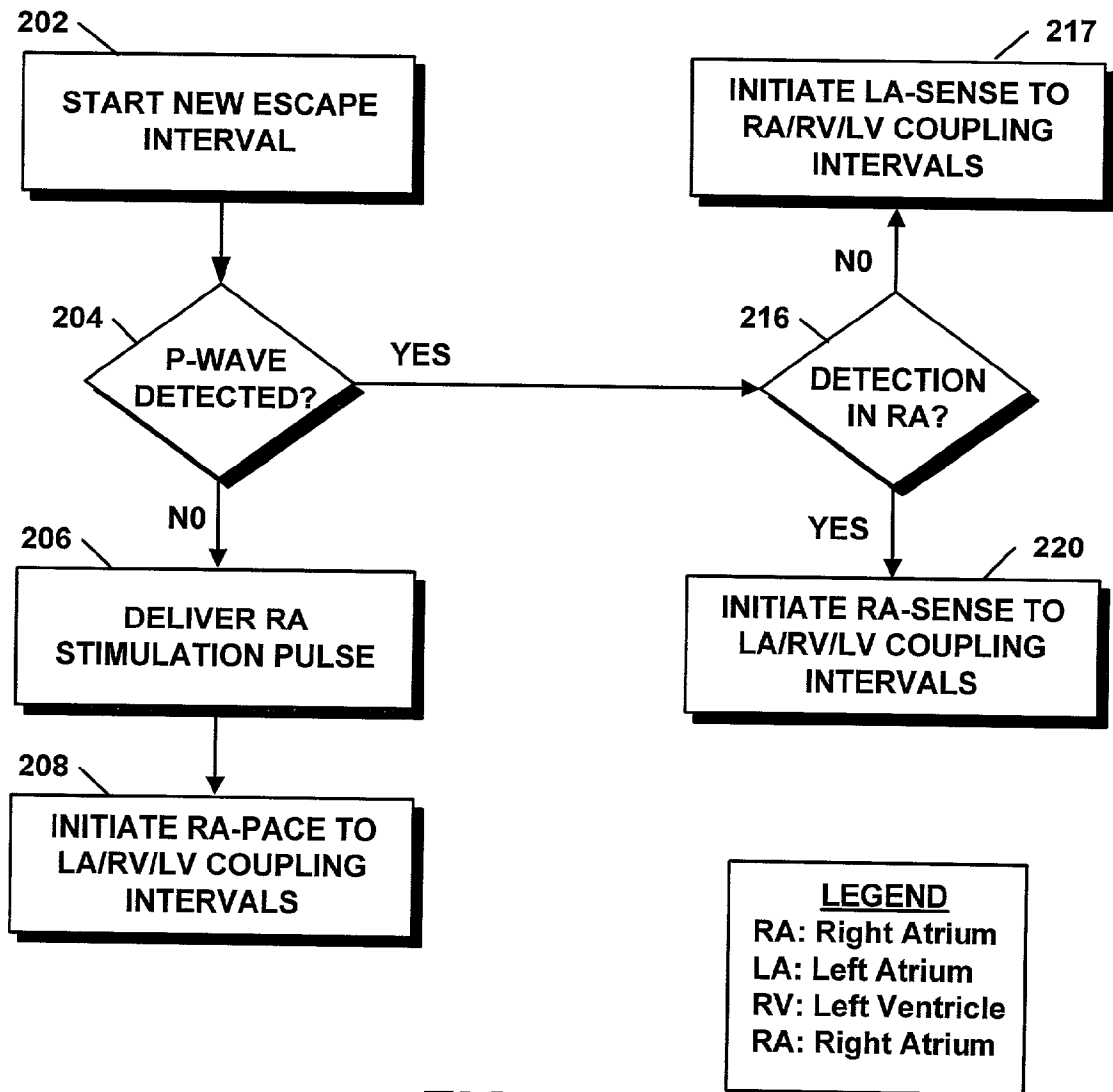 202
START NEW ESCAPE
INTERVAL
204
P-WAVE
DETECTED?
YES
N0
206
DELIVER RA
STIMULATION PULSE
208
INITIATE RA-PACE TO
LA/RV/LV COUPLING
INTERVALS
217
INITIATE LA-SENSE TO
RA/RV/LV COUPLING
INTERVALS
N0
216
DETECTION
IN RA?
YES
220
INITIATE RA-SENSE TO
LA/RV/LV COUPLING
INTERVALS
LEGEND
RA: Right Atrium
LA: Left Atrium
RV: Left Ventricle
RA: Right Atrium